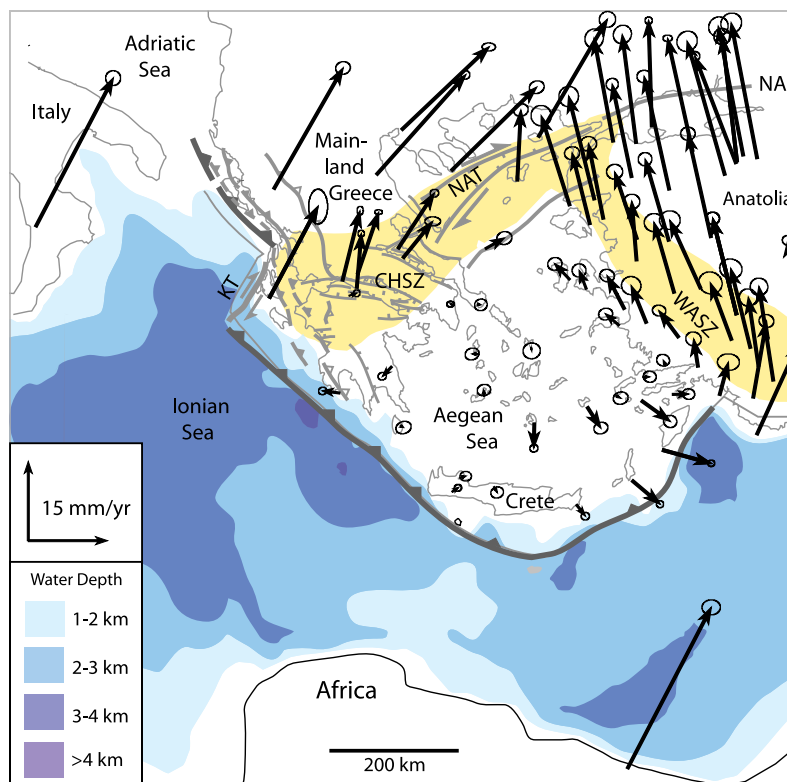 Adriatic
Sea
Italy
Main-
land
Greece
NAT
NA
Anatolia
KT
CHSZ
WASZ
Ionian
Sea
Aegean
Sea
Crete
15 mm/yr
Water Depth
1-2 km
2-3 km
3-4 km
>4 km
Africa
200 km